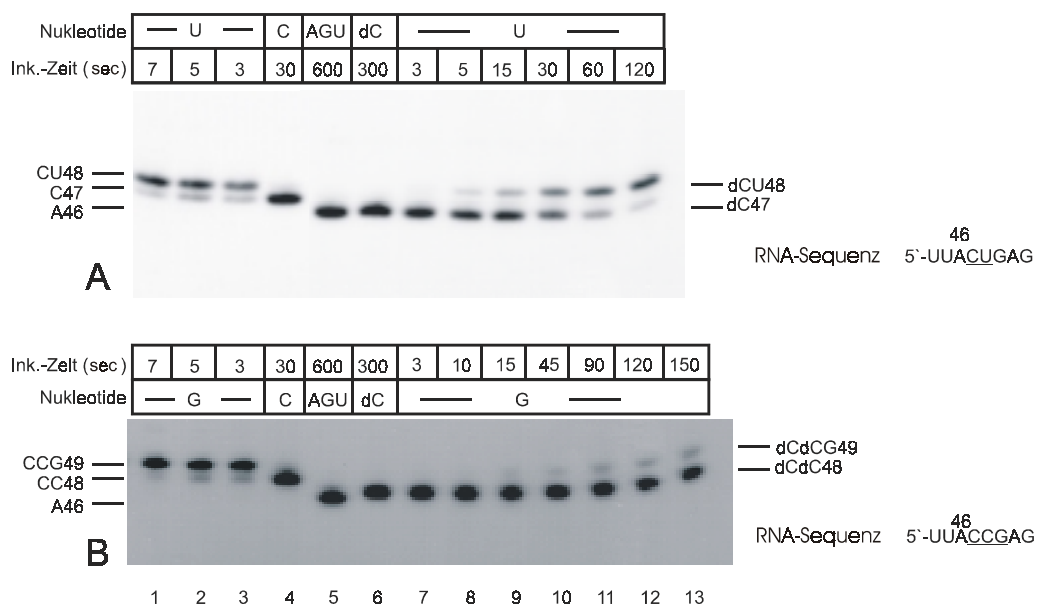 Nukleotide U C AGU dC U
Ink.-Zeit (sec) 7 5 3 30 600 300 3 5 15 30 60 120
CU48
C47
A46
dCU48
dC47
46
RNA-Sequenz 5`-UUACUGAG
A
Ink.-Zeit (sec) 7 5 3 30 600 300 3 10 15 45 90 120 150
Nukleotide G C AGU dC G
CCG49
CC48
A46
dCdCG49
dCdC48
46
RNA-Sequenz 5`-UUACCGAG
B
1 2 3 4 5 6 7 8 9 10 11 12 13